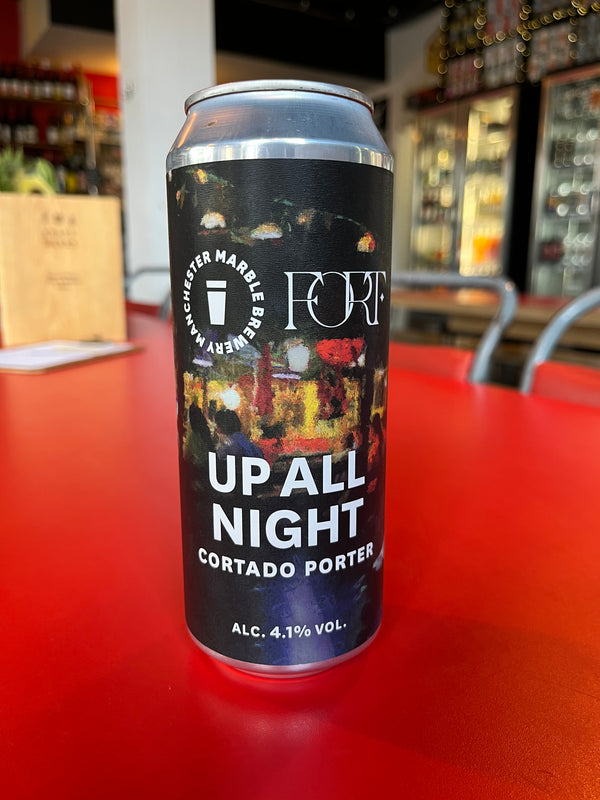 MANCHESTER MARBLE BREWERY
FORT
UP ALL
NIGHT
CORTADO PORTER
ALC. 4.1% VOL.